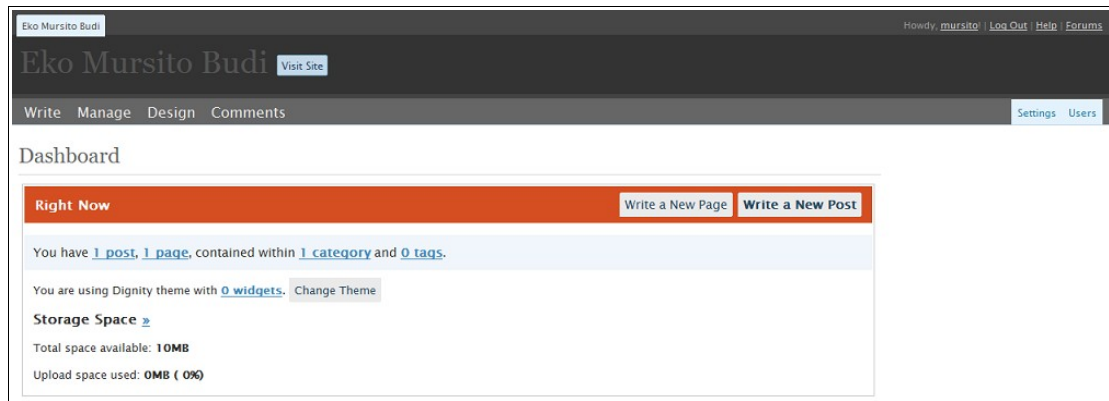 Eko Mursito Budi
Howdy, mursito! | Log Out | Help | Forums
Eko Mursito Budi Visit Site
Write Manage Design Comments Settings Users
Dashboard
Right Now Write a New Page Write a New Post
You have 1 post, 1 page, contained within 1 category and 0 tags.
You are using Dignity theme with 0 widgets. Change Theme
Storage Space »
Total space available: 10MB
Upload space used: 0MB ( 0%)